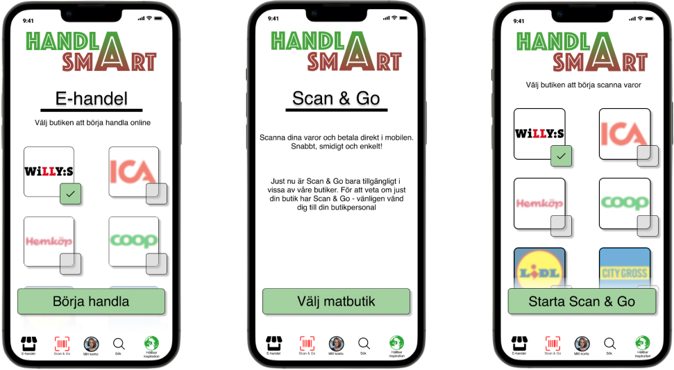 9:41
HANDLA
SMART
E-handel
Välj butiken att börja handla online
WiLLY:S
ICA
Hemköp
coop
Börja handla
E-handel
Scan & Go
Mitt konto
Sök
Hållbar
inspiration
9:41
HANDLA
SMART
Scan & Go
Scanna dina varor och betala direkt i mobilen.
Snabbt, smidigt och enkelt!
Just nu är Scan & Go bara tillgängligt i
vissa av våre butiker. För att veta om just
din butik har Scan & Go - vänligen vänd
dig till din butikpersonal
Välj matbutik
E-handel
Scan & Go
Mitt konto
Sök
Hållbar
inspiration
9:41
HANDLA
SMART
Välj butiken att börja scanna varor
WiLLY:S
ICA
Hemköp
coop
LIDL
CITY GROSS
Starta Scan & Go
E-handel
Scan & Go
Mitt konto
Sök
Hållbar
inspiration